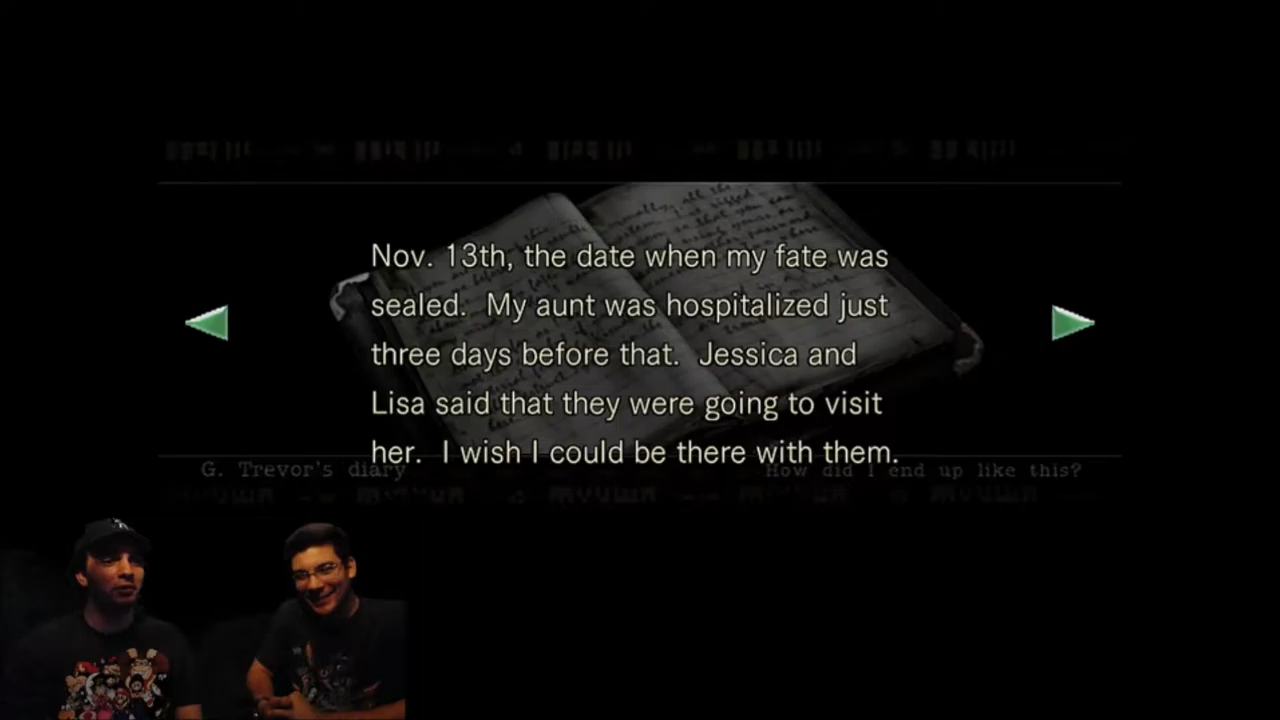 Nov. 13th, the date when my fate was
sealed.  My aunt was hospitalized just
three days before that.  Jessica and
Lisa said that they were going to visit
her.  I wish I could be there with them.
G. Trevor's diary
How did I end up like this?